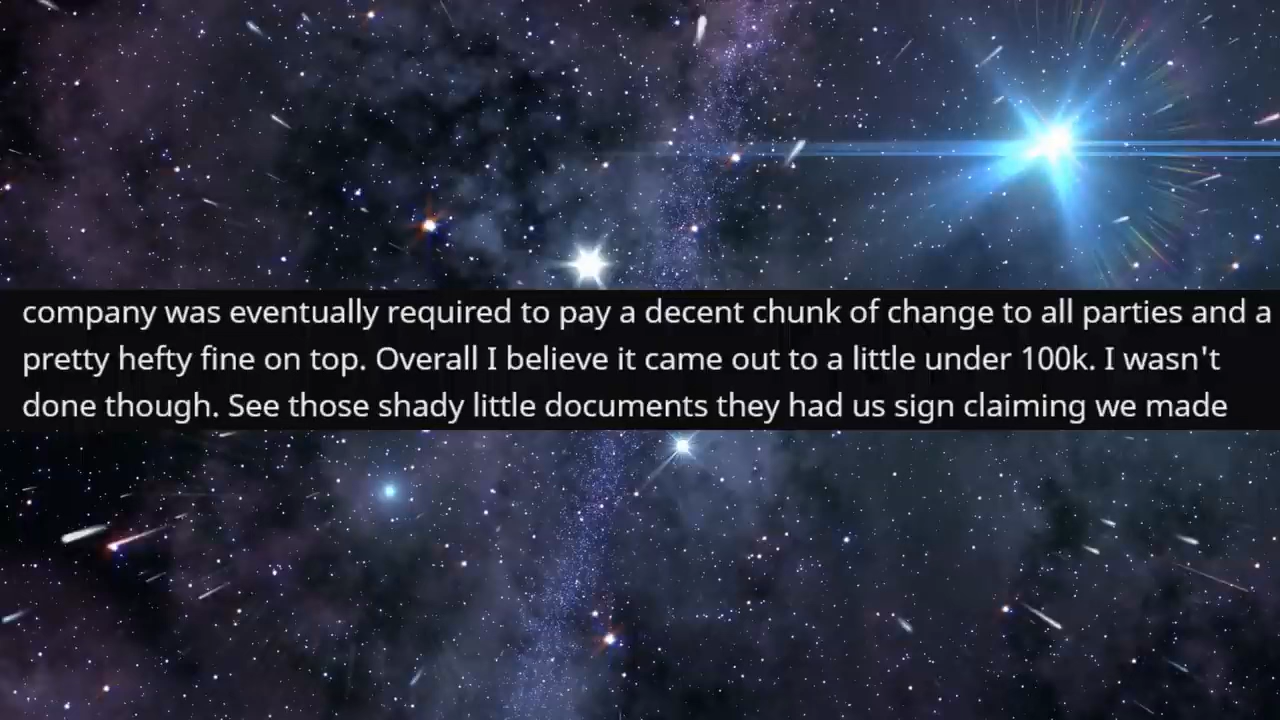 company was eventually required to pay a decent chunk of change to all parties and a
pretty hefty fine on top. Overall I believe it came out to a little under 100k. I wasn't
done though. See those shady little documents they had us sign claiming we made